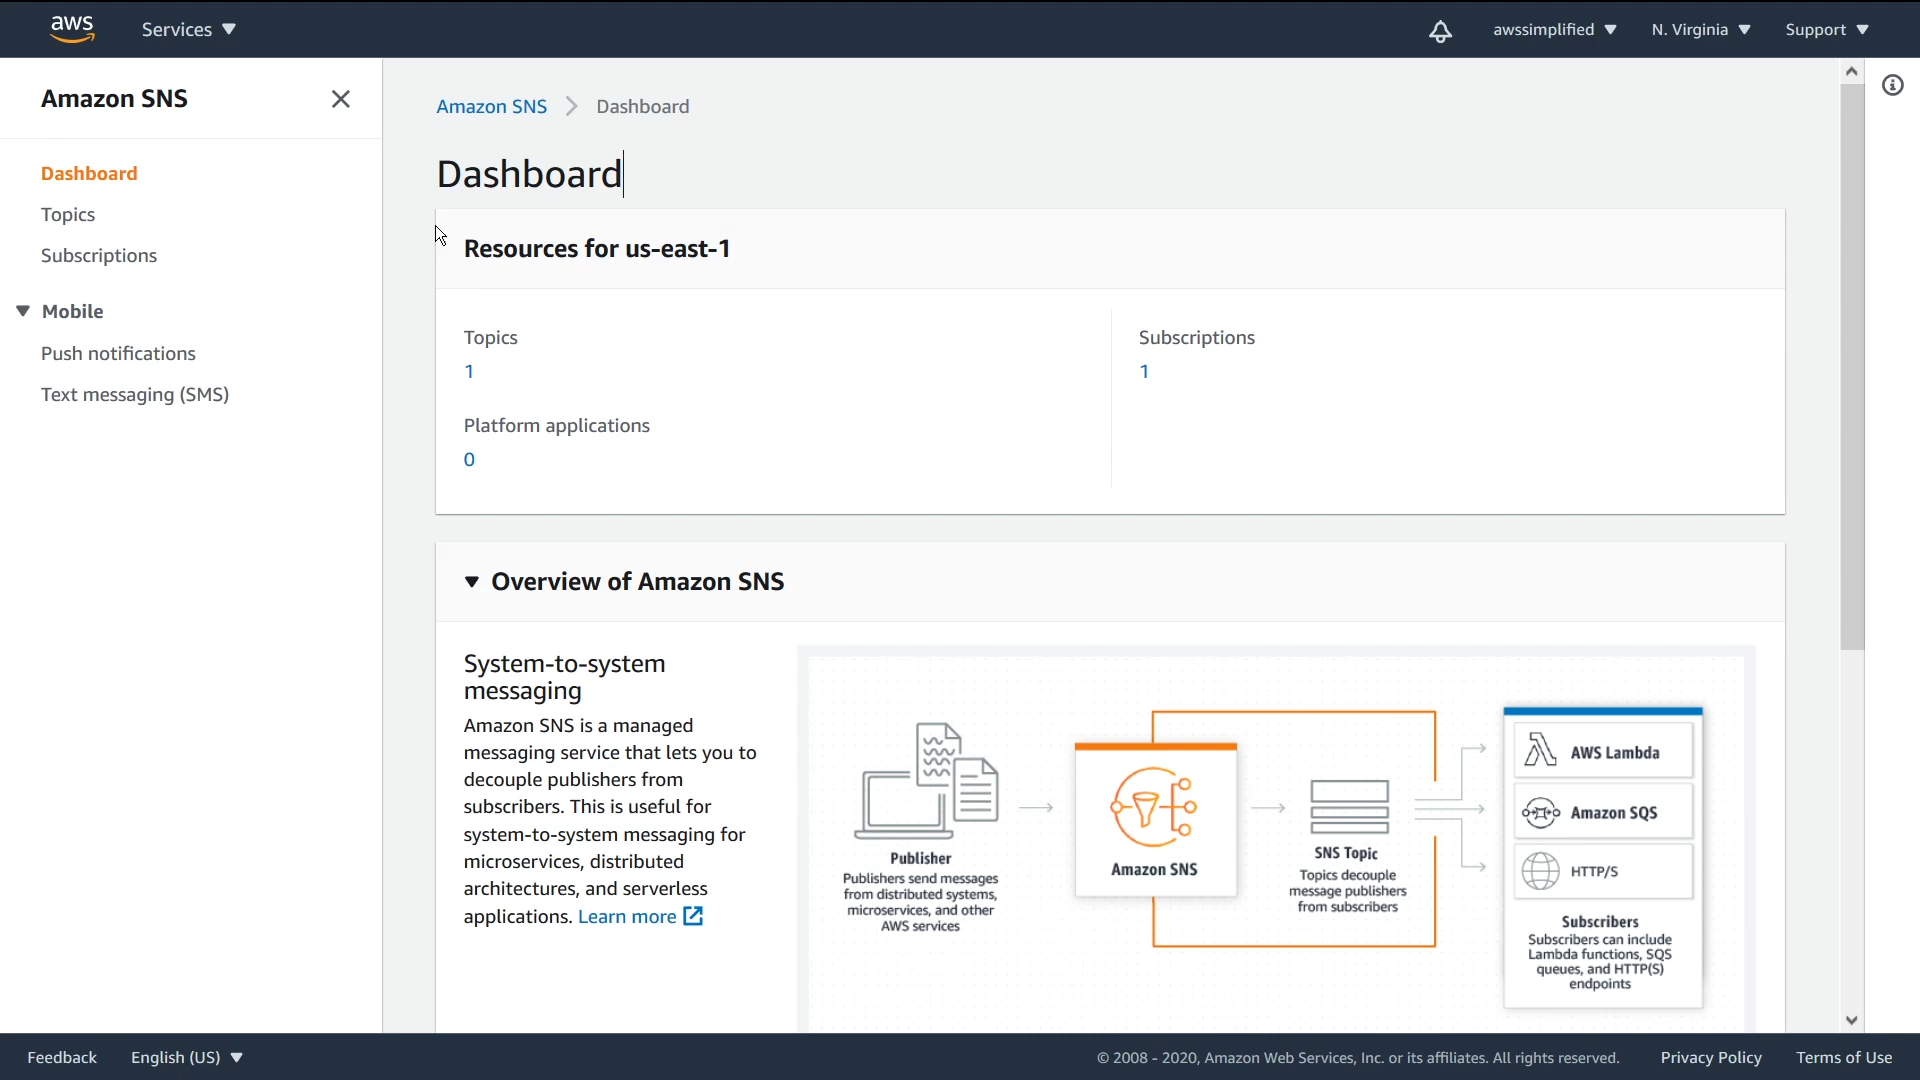 aws
Services
awssimplified
N. Virginia
Support
Amazon SNS
Dashboard
Topics
Subscriptions
Mobile
Push notifications
Text messaging (SMS)
Amazon SNS
Dashboard
Dashboard
Resources for us-east-1
Topics
1
Subscriptions
1
Platform applications
0
Overview of Amazon SNS
System-to-system
messaging
Amazon SNS is a managed
messaging service that lets you to
decouple publishers from
subscribers. This is useful for
system-to-system messaging for
microservices, distributed
architectures, and serverless
applications. Learn more
Publisher
Publishers send messages
from distributed systems,
microservices, and other
AWS services
Amazon SNS
SNS Topic
Topics decouple
message publishers
from subscribers
AWS Lambda
Amazon SQS
HTTP/S
Subscribers
Subscribers can include
Lambda functions, SQS
queues, and HTTP(S)
endpoints
Feedback
English (US)
© 2008 - 2020, Amazon Web Services, Inc. or its affiliates. All rights reserved.
Privacy Policy
Terms of Use